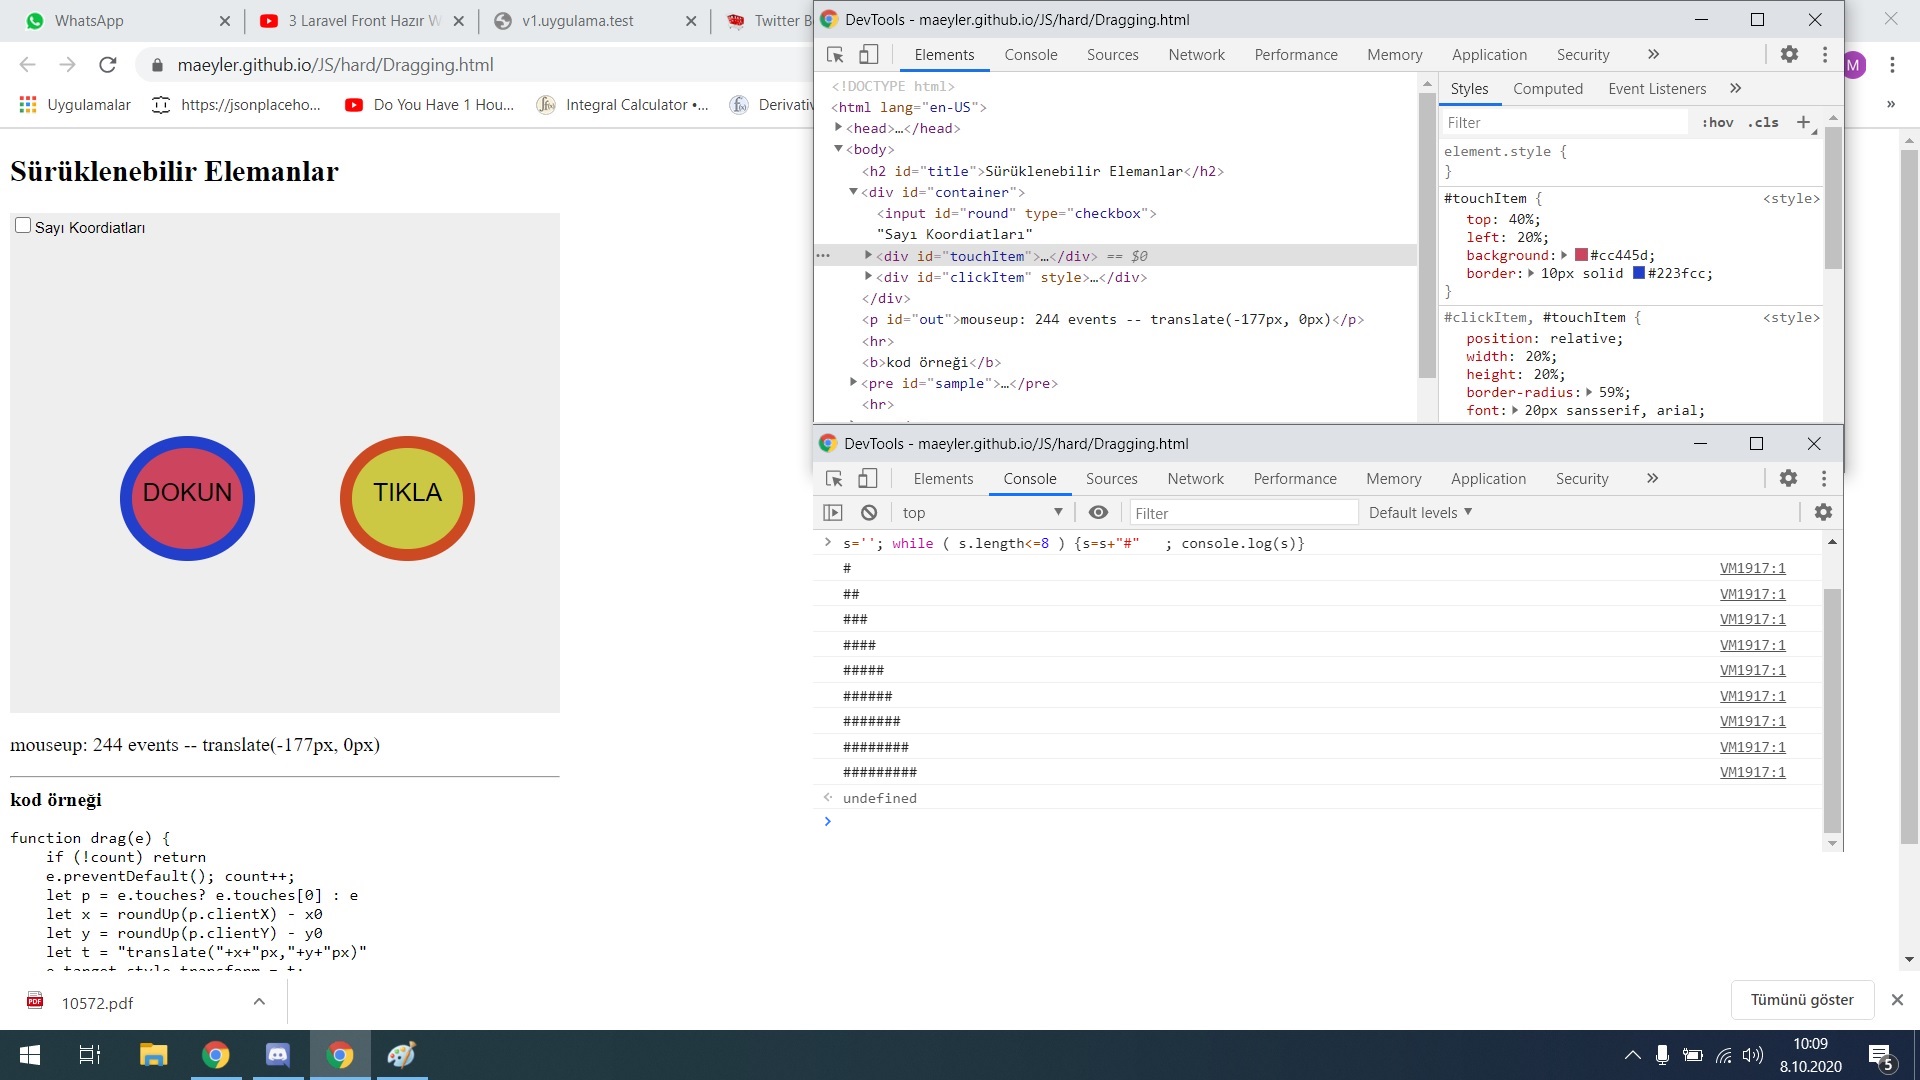 WhatsApp
3 Laravel Front Hazır W
v1.uygulama.test
Twitter B
maeyler.github.io/JS/hard/Dragging.html
M
Uygulamalar
https://jsonplaceho...
Do You Have 1 Hou...
Integral Calculator •...
Derivativ
»
Sürüklenebilir Elemanlar
Sayı Koordiatları
DOKUN
TIKLA
mouseup: 244 events -- translate(-177px, 0px)
kod örneği
function drag(e) {
if (!count) return
e.preventDefault(); count++;
let p = e.touches? e.touches[0] : e
let x = roundUp(p.clientX) - x0
let y = roundUp(p.clientY) - y0
let t = "translate("+x+"px,"+y+"px)"
e.target.style.transform = t;
DevTools - maeyler.github.io/JS/hard/Dragging.html
Elements Console Sources Network Performance Memory Application Security »
<!DOCTYPE html>
<html lang="en-US">
<head>…</head>
<body>
<h2 id="title">Sürüklenebilir Elemanlar</h2>
<div id="container">
<input id="round" type="checkbox">
"Sayı Koordiatları"
<div id="touchItem">…</div> == $0
<div id="clickItem" style>…</div>
</div>
<p id="out">mouseup: 244 events -- translate(-177px, 0px)</p>
<hr>
<b>kod örneği</b>
<pre id="sample">…</pre>
<hr>
Styles Computed Event Listeners »
Filter :hov .cls +
element.style {
}
#touchItem { <style>
top: 40%;
left: 20%;
background: #cc445d;
border: 10px solid #223fcc;
}
#clickItem, #touchItem { <style>
position: relative;
width: 20%;
height: 20%;
border-radius: 59%;
font: 20px sansserif, arial;
DevTools - maeyler.github.io/JS/hard/Dragging.html
Elements Console Sources Network Performance Memory Application Security »
top Filter Default levels
s=''; while ( s.length<=8 ) {s=s+"#"   ; console.log(s)}
# VM1917:1
## VM1917:1
### VM1917:1
#### VM1917:1
##### VM1917:1
###### VM1917:1
####### VM1917:1
######## VM1917:1
######### VM1917:1
undefined
10572.pdf
Tümünü göster
10:09
8.10.2020
5